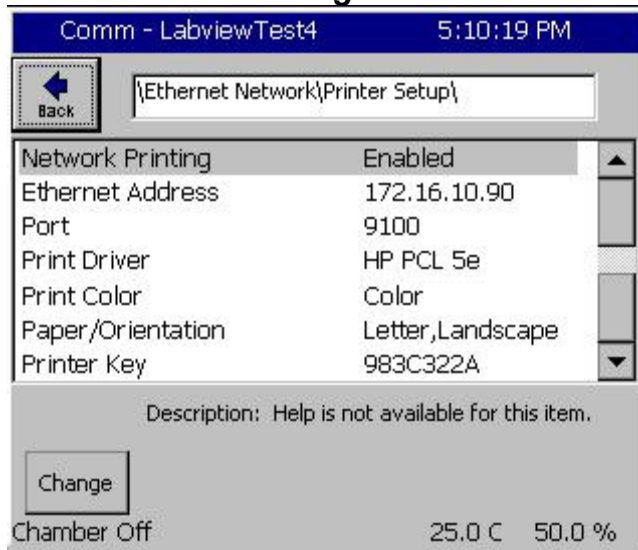 Comm - LabviewTest4 5:10:19 PM
Back
\Ethernet Network\Printer Setup\
Network Printing Enabled
Ethernet Address 172.16.10.90
Port 9100
Print Driver HP PCL 5e
Print Color Color
Paper/Orientation Letter,Landscape
Printer Key 983C322A
Description: Help is not available for this item.
Change
Chamber Off 25.0 C 50.0 %